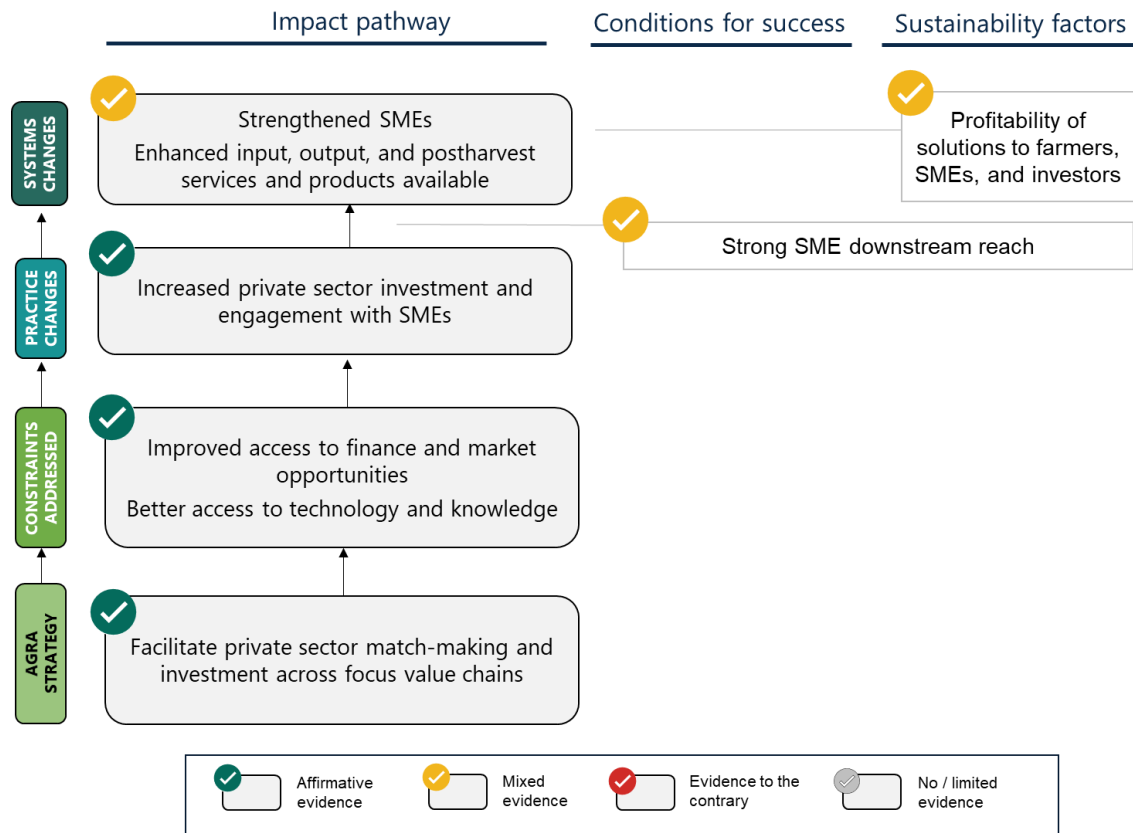 Impact pathway
Conditions for success
Sustainability factors
SYSTEMS
CHANGES
Strengthened SMEs
Enhanced input, output, and postharvest
services and products available
Profitability of
solutions to farmers,
SMEs, and investors
Strong SME downstream reach
PRACTICE
CHANGES
Increased private sector investment and
engagement with SMEs
CONSTRAINTS
ADDRESSED
Improved access to finance and market
opportunities
Better access to technology and knowledge
AGRA
STRATEGY
Facilitate private sector match-making and
investment across focus value chains
Affirmative
evidence
Mixed
evidence
Evidence to the
contrary
No / limited
evidence